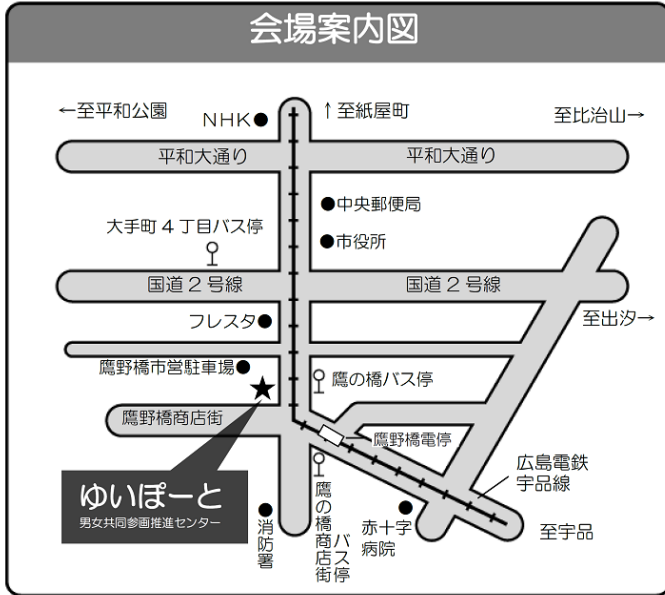 会場案内図
←至平和公園
NHK
↑至紙屋町
至比治山→
平和大通り
平和大通り
中央郵便局
大手町4丁目バス停
市役所
国道2号線
国道2号線
フレスタ
至出汐→
鷹野橋市営駐車場
鷹の橋バス停
鷹野橋商店街
鷹野橋電停
ゆいぽーと
男女共同参画推進センター
広島電鉄
宇品線
消防署
鷹の橋商店街
バス停
赤十字
病院
至宇品